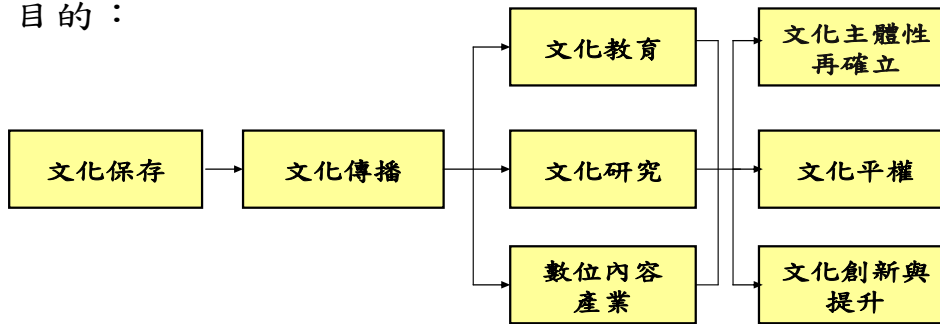 目的：
文化保存
文化傳播
文化教育
文化研究
數位內容
產業
文化主體性
再確立
文化平權
文化創新與
提升